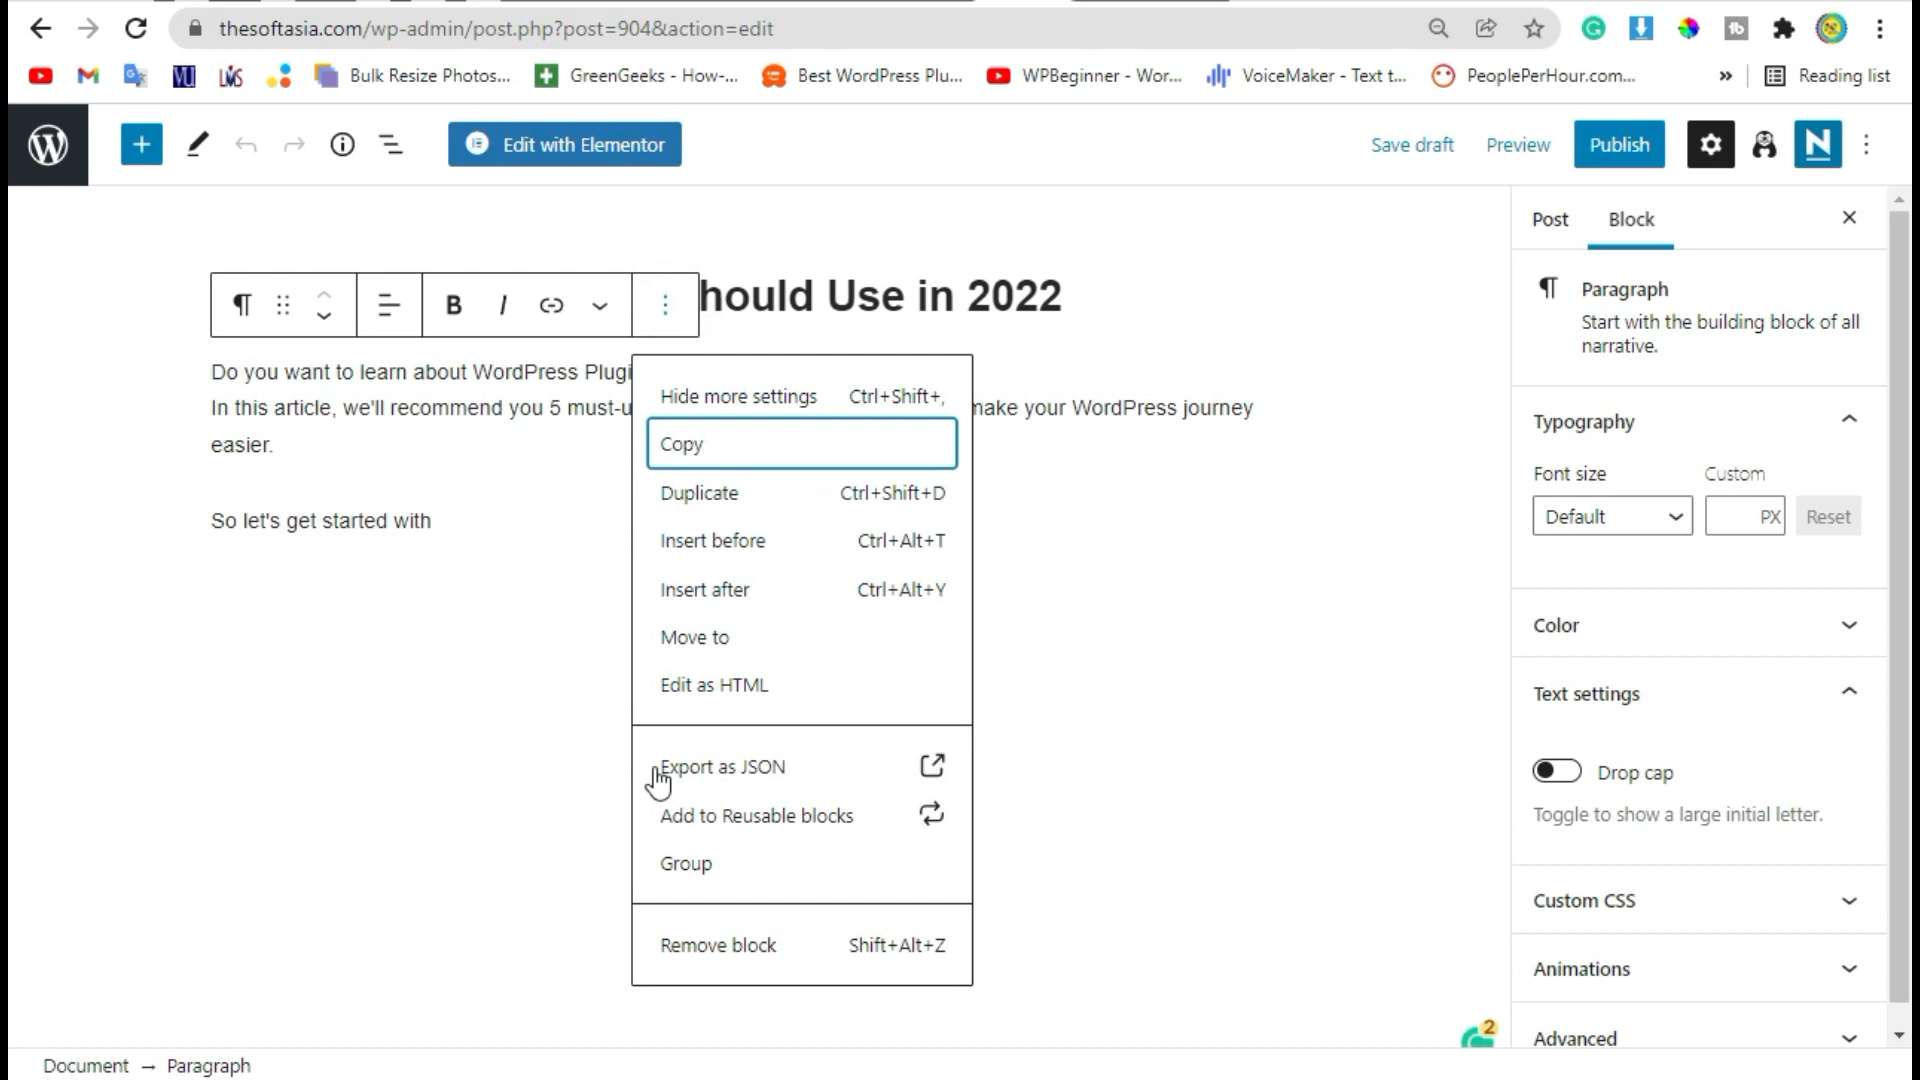 thesoftasia.com/wp-admin/post.php?post=904&action=edit
VU LMS Bulk Resize Photos... GreenGeeks - How-... Best WordPress Plu... WPBeginner - Wor... VoiceMaker - Text t... PeoplePerHour.com... » Reading list
Edit with Elementor Save draft Preview Publish
Post Block
hould Use in 2022
B I
Paragraph
Start with the building block of all
narrative.
Do you want to learn about WordPress Plugi
In this article, we'll recommend you 5 must-u
make your WordPress journey
easier.
So let's get started with
Hide more settings Ctrl+Shift+,
Copy
Duplicate Ctrl+Shift+D
Insert before Ctrl+Alt+T
Insert after Ctrl+Alt+Y
Move to
Edit as HTML
Export as JSON
Add to Reusable blocks
Group
Remove block Shift+Alt+Z
Typography
Font size Custom
Default PX Reset
Color
Text settings
Drop cap
Toggle to show a large initial letter.
Custom CSS
Animations
Advanced
2
Document → Paragraph